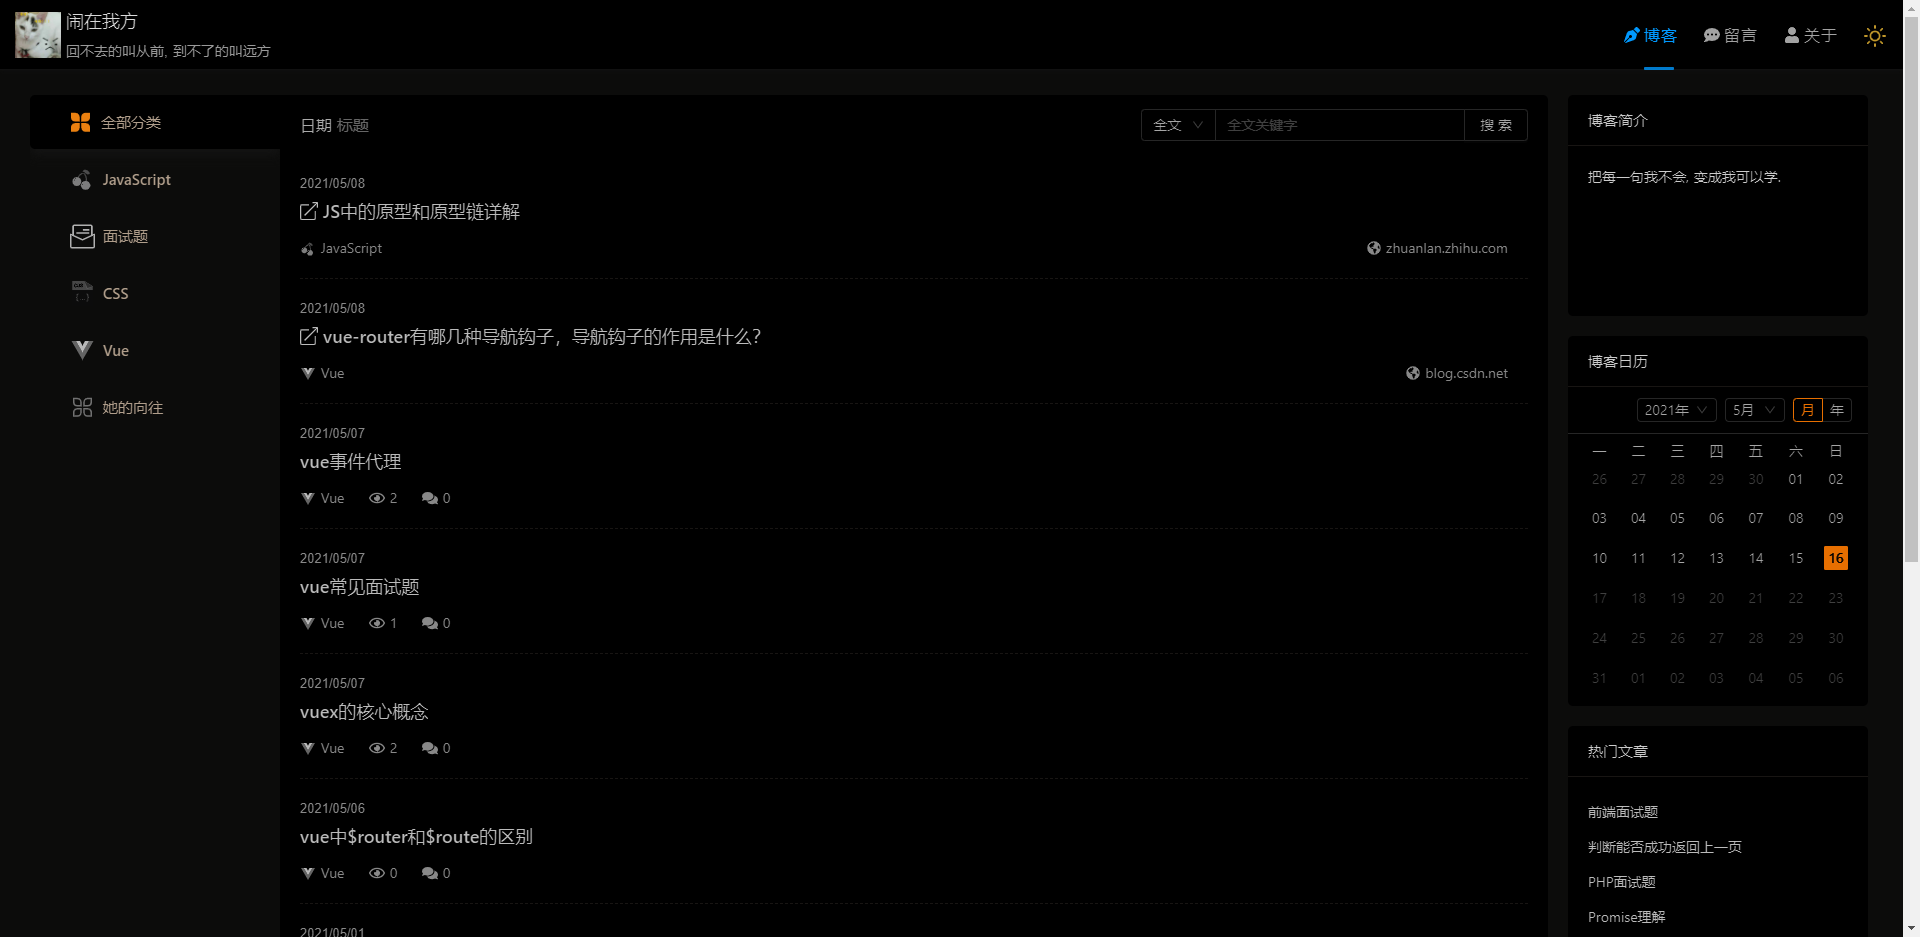 闹在我方
回不去的叫从前, 到不了的叫远方
博客
留言
关于
全部分类
JavaScript
面试题
CSS
Vue
她的向往
日期 标题
全文
全文关键字
搜 索
2021/05/08
JS中的原型和原型链详解
JavaScript
zhuanlan.zhihu.com
2021/05/08
vue-router有哪几种导航钩子，导航钩子的作用是什么?
Vue
blog.csdn.net
2021/05/07
vue事件代理
Vue 2 0
2021/05/07
vue常见面试题
Vue 1 0
2021/05/07
vuex的核心概念
Vue 2 0
2021/05/06
vue中$router和$route的区别
Vue 0 0
2021/05/01
博客简介
把每一句我不会, 变成我可以学.
博客日历
2021年 5月 月 年
一 二 三 四 五 六 日
26 27 28 29 30 01 02
03 04 05 06 07 08 09
10 11 12 13 14 15 16
17 18 19 20 21 22 23
24 25 26 27 28 29 30
31 01 02 03 04 05 06
热门文章
前端面试题
判断能否成功返回上一页
PHP面试题
Promise理解